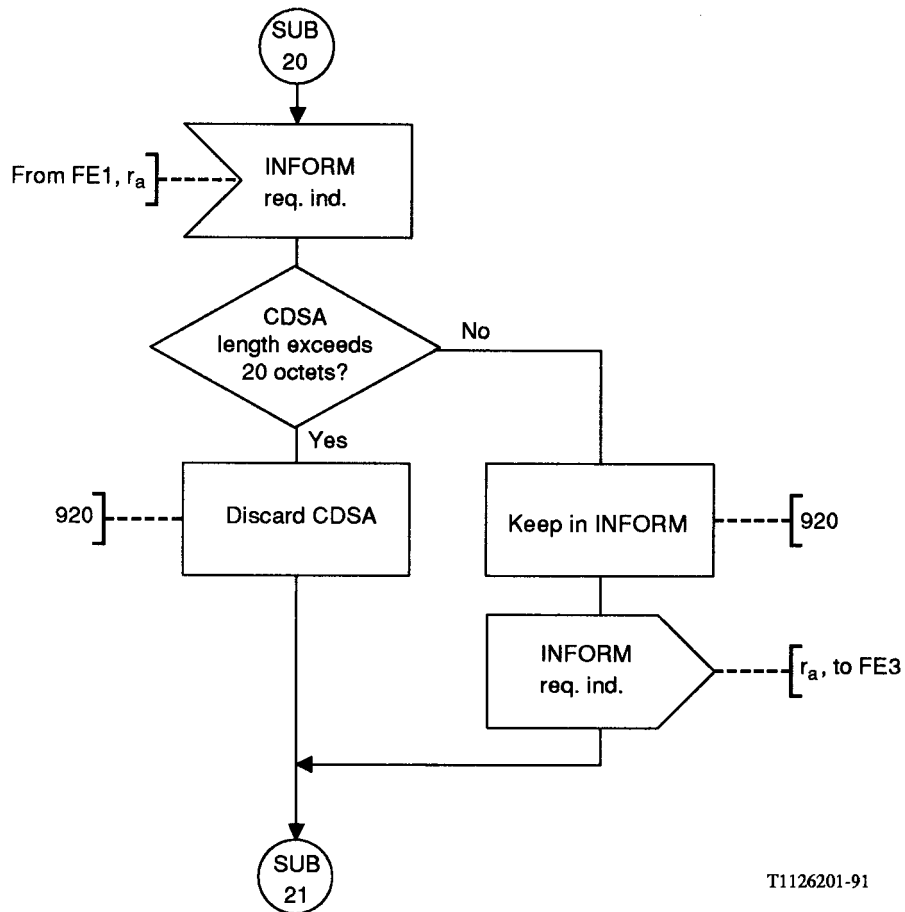 SUB
20
From FE1, ra
INFORM
req. ind.
CDSA
length exceeds
20 octets?
No
Yes
920
Discard CDSA
Keep in INFORM
920
INFORM
req. ind.
ra, to FE3
SUB
21
T1126201-91